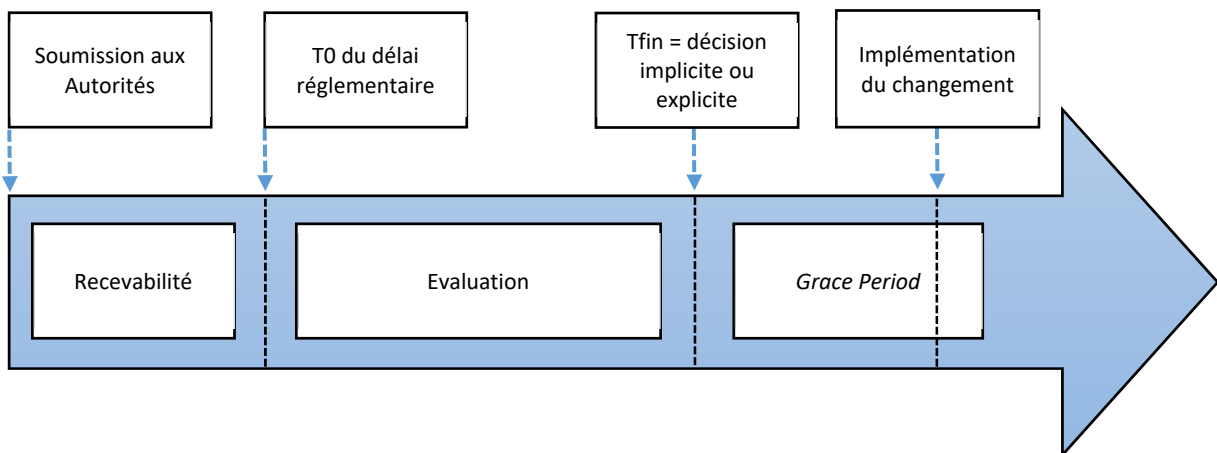 Soumission aux
Autorités
T0 du délai
réglementaire
Tfin = décision
implicite ou
explicite
Implémentation
du changement
Recevabilité
Evaluation
Grace Period